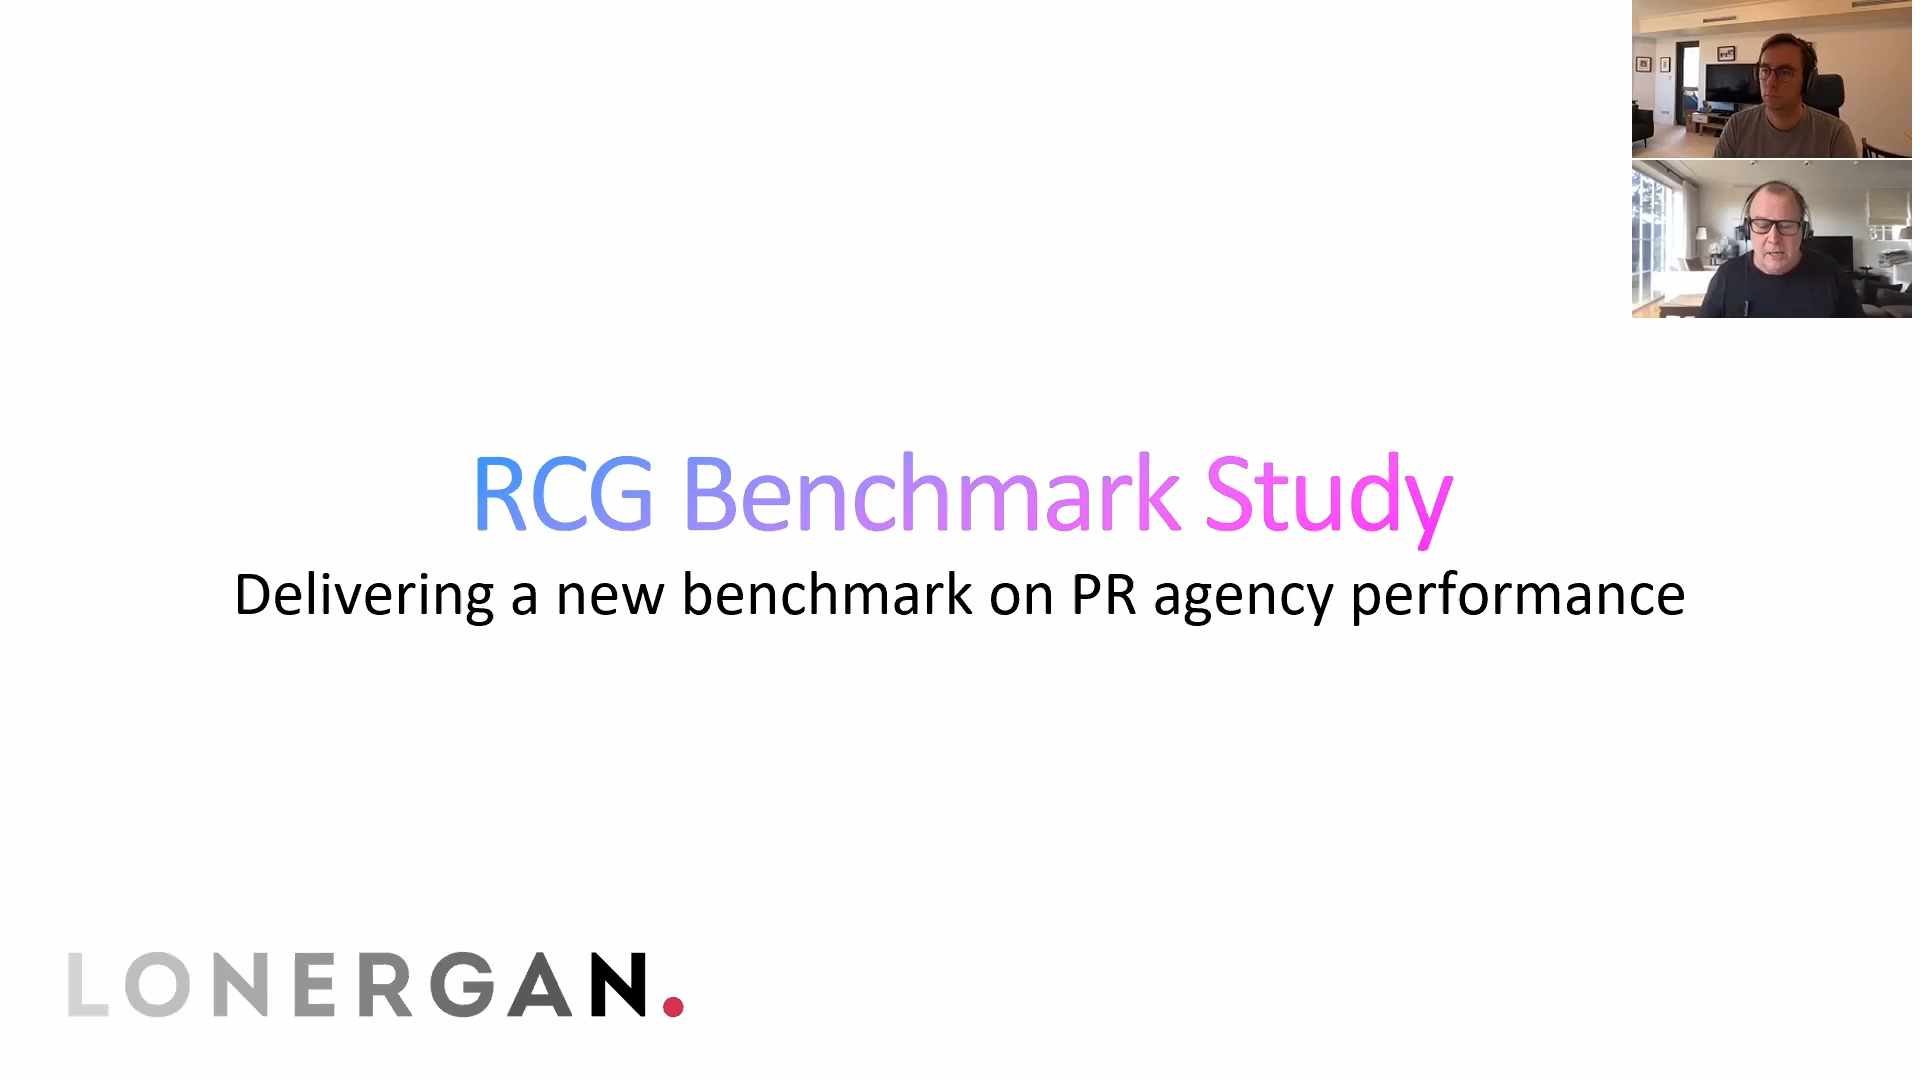 RCG Benchmark Study
Delivering a new benchmark on PR agency performance
LONERGAN.